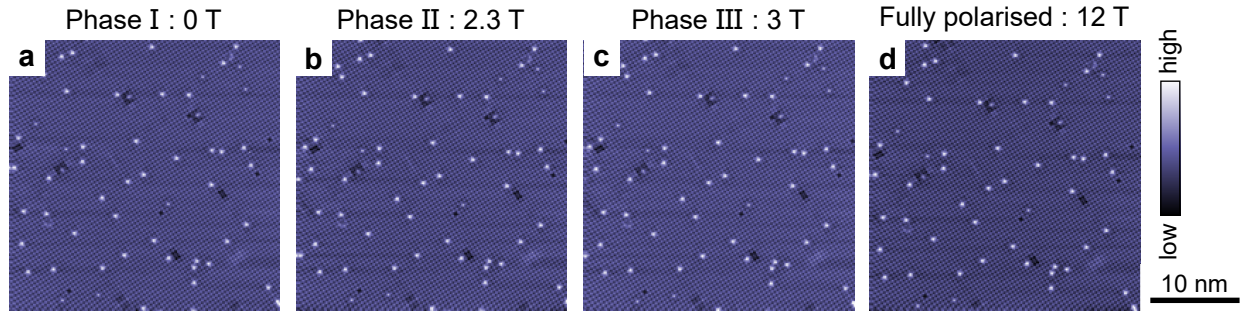 Phase Ⅰ : 0 T
Phase Ⅱ : 2.3 T
Phase Ⅲ : 3 T
Fully polarised : 12 T
a
b
c
d
high
low
10 nm